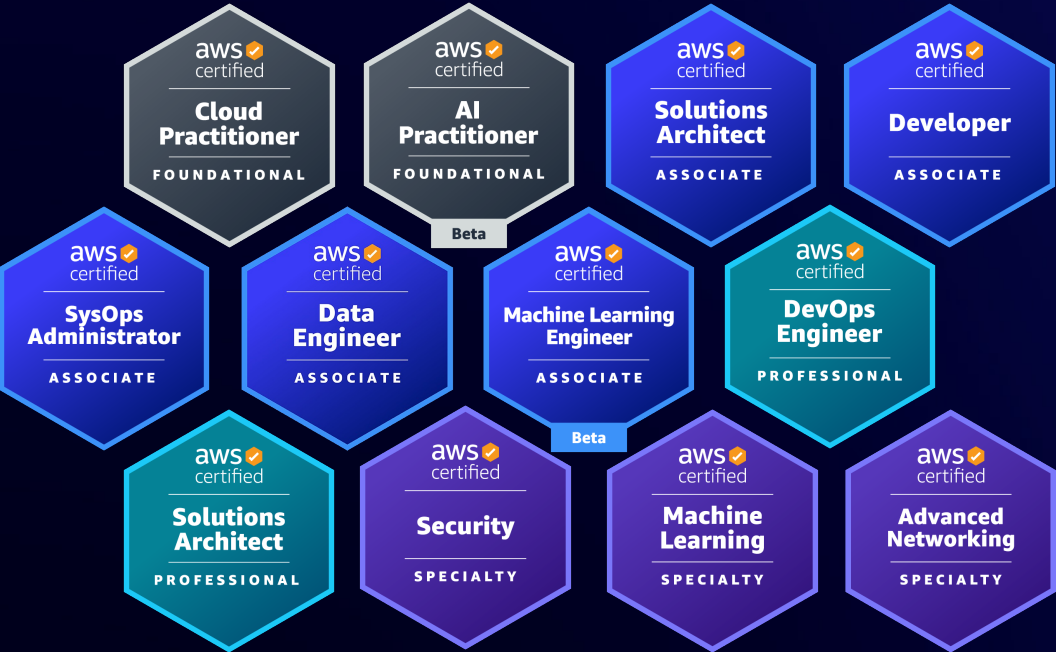 aws
certified
Cloud
Practitioner
FOUNDATIONAL
aws
certified
AI
Practitioner
FOUNDATIONAL
Beta
aws
certified
Solutions
Architect
ASSOCIATE
aws
certified
Developer
ASSOCIATE
aws
certified
SysOps
Administrator
ASSOCIATE
aws
certified
Data
Engineer
ASSOCIATE
aws
certified
Machine Learning
Engineer
ASSOCIATE
Beta
aws
certified
DevOps
Engineer
PROFESSIONAL
aws
certified
Solutions
Architect
PROFESSIONAL
aws
certified
Security
SPECIALTY
aws
certified
Machine
Learning
SPECIALTY
aws
certified
Advanced
Networking
SPECIALTY